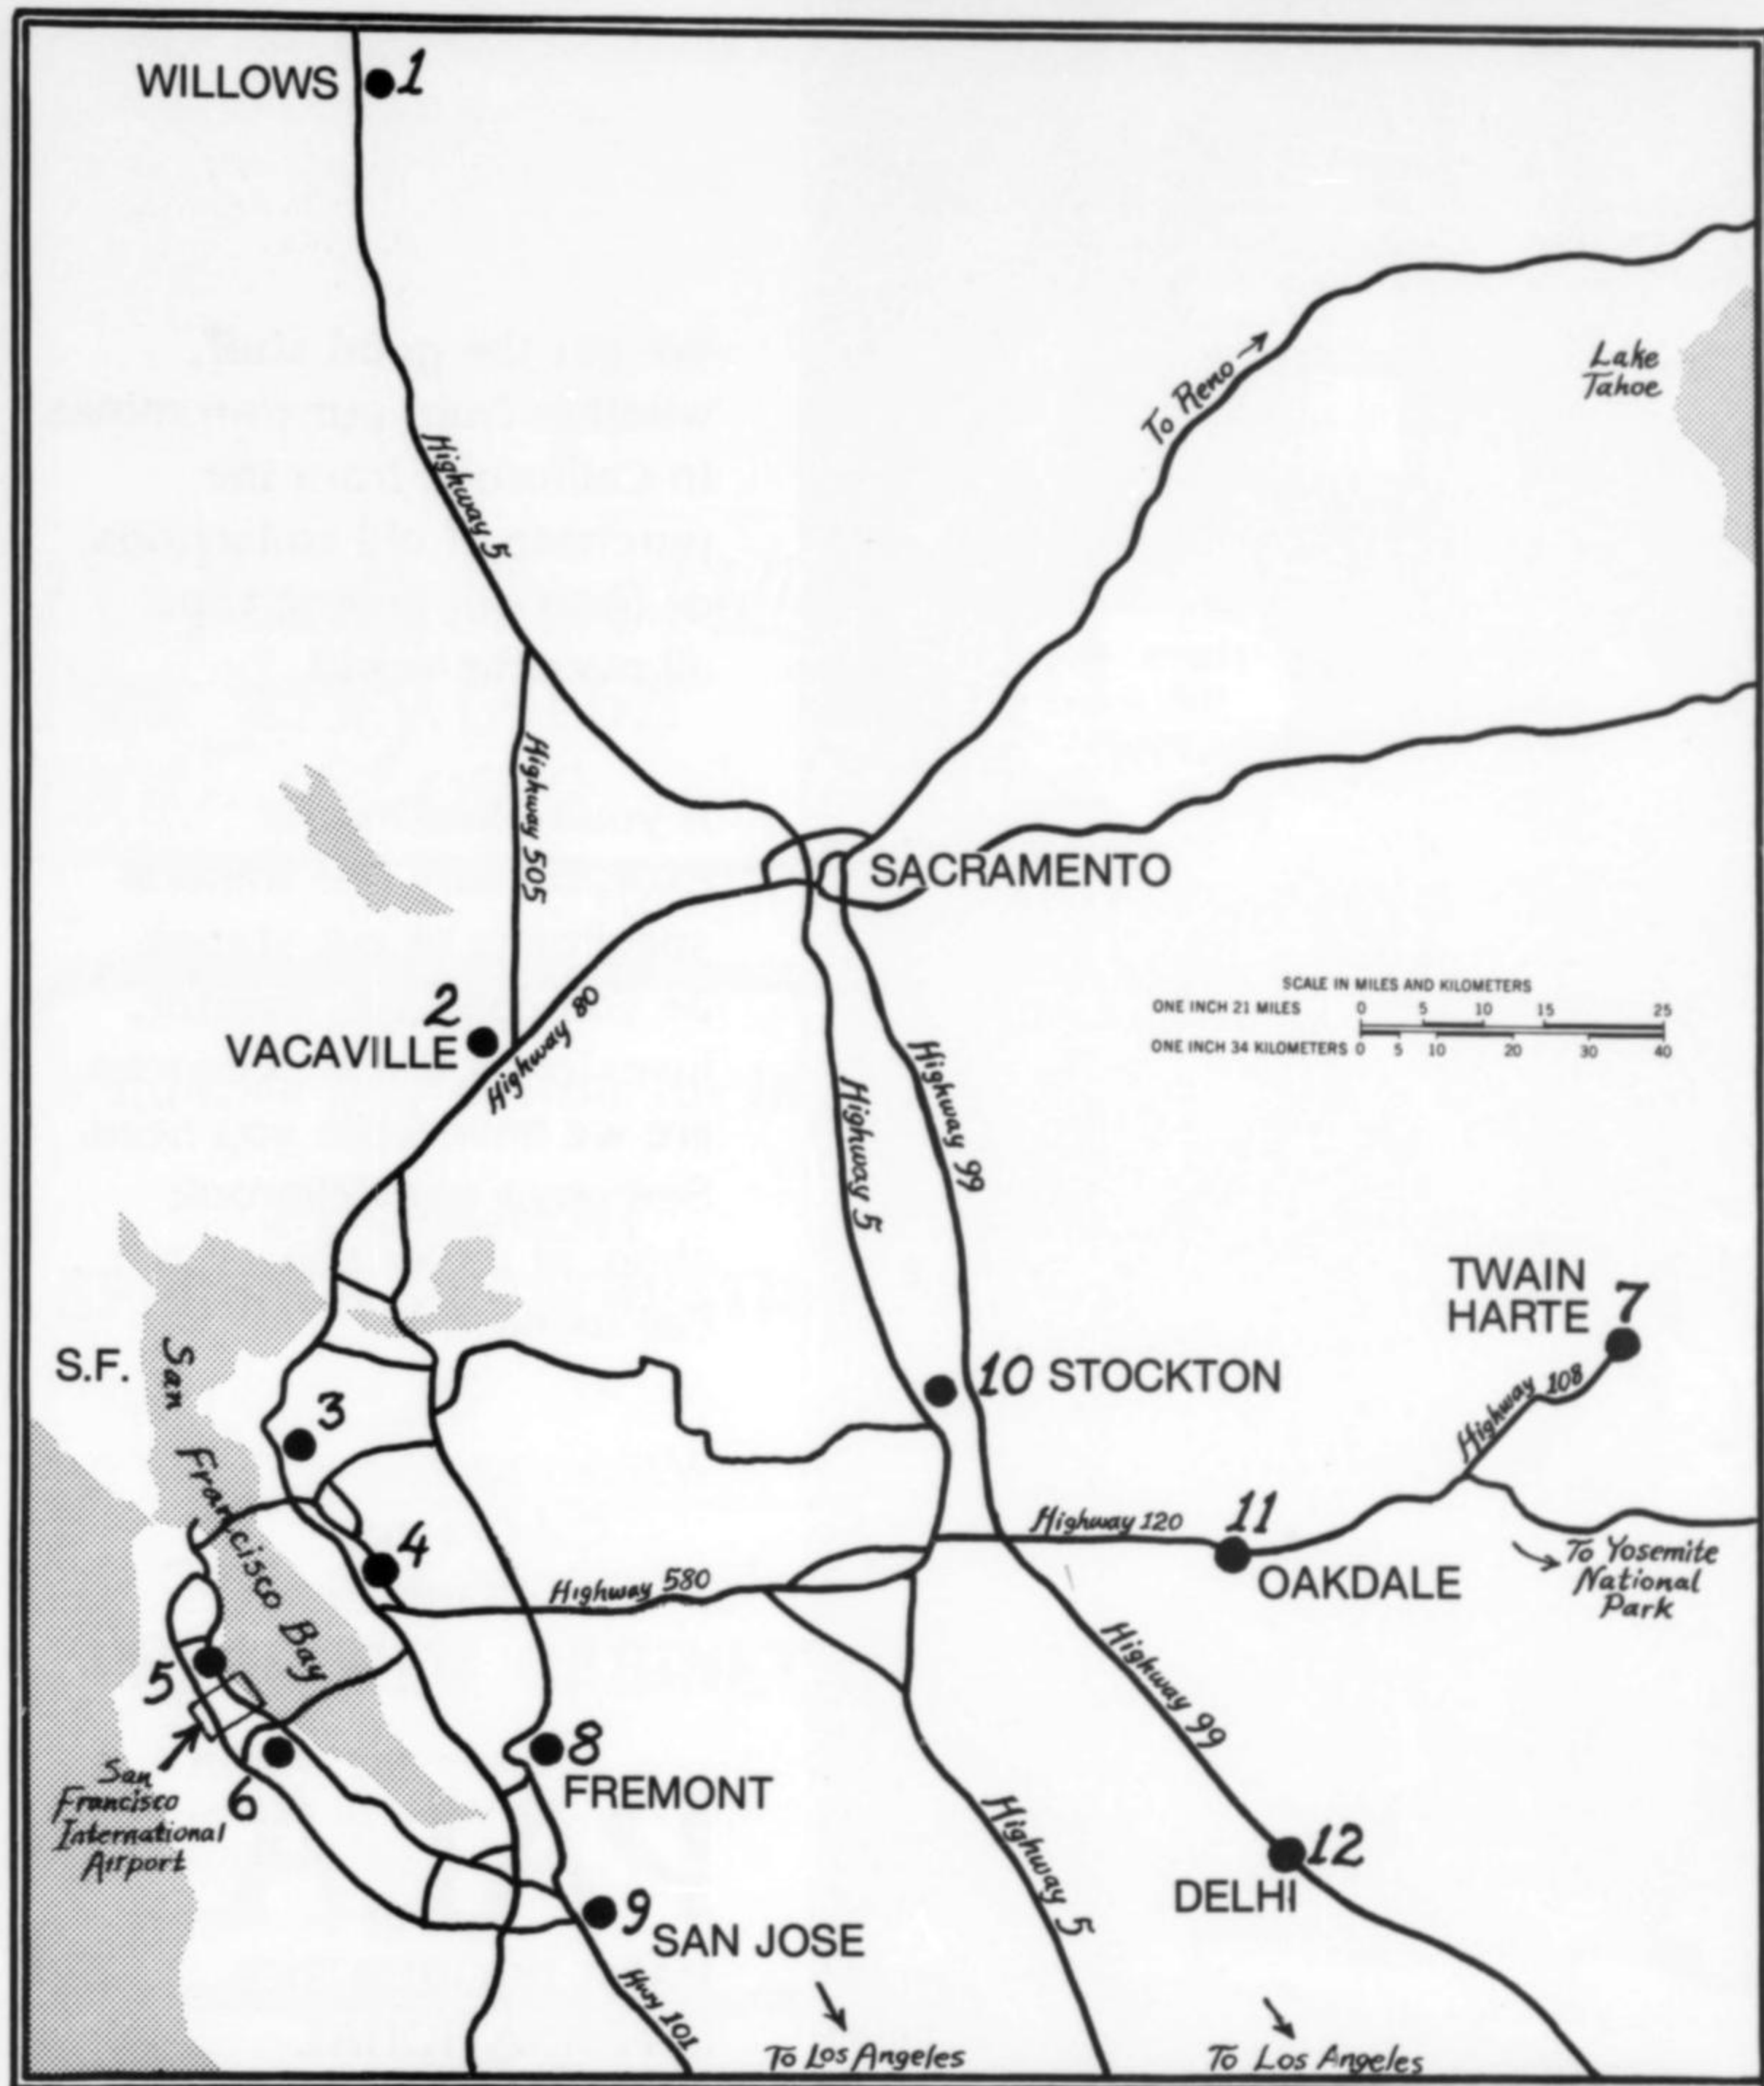 WILLOWS 1
To Reno →
Lake
Tahoe
Highway 5
Highway 505
SACRAMENTO
2
VACAVILLE
Highway 80
SCALE IN MILES AND KILOMETERS
ONE INCH 21 MILES 0 5 10 15 25
ONE INCH 34 KILOMETERS 0 5 10 20 30 40
Highway 5
Highway 99
TWAIN
HARTE 7
S.F.
San Francisco Bay
3
10 STOCKTON
Highway 108
4
Highway 120
11
OAKDALE
To Yosemite
National
Park
Highway 580
5
Highway 99
San
Francisco
International
Airport
6
8
FREMONT
Highway 5
12
DELHI
9
SAN JOSE
Hwy 101
To Los Angeles
To Los Angeles